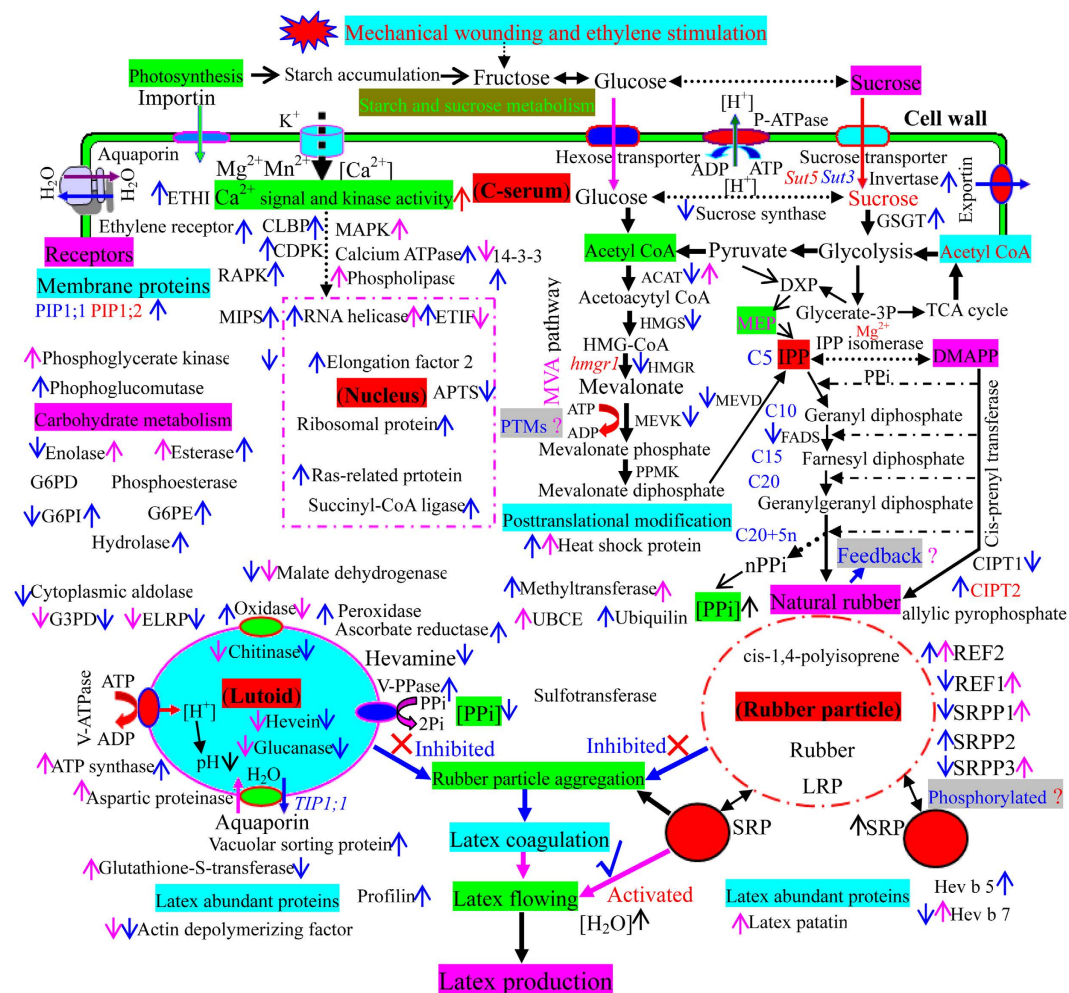 Mechanical wounding and ethylene stimulation
Photosynthesis
Starch accumulation
Fructose
Glucose
Sucrose
Importin
Starch and sucrose metabolism
K+
[H+]
P-ATPase
Cell wall
Aquaporin
H2O
H2O
Mg2+ Mn2+ [Ca2+]
Hexose transporter
ADP
ATP
Sucrose transporter
ETHI
Ca2+ signal and kinase activity
(C-serum)
Glucose
[H+]
Sut5 Sut3
Invertase
Sucrose
Exportin
Sucrose synthase
GSGT
Ethylene receptor
CLBP
MAPK
Receptors
CDPK
Calcium ATPase
14-3-3
Acetyl CoA
Pyruvate
Glycolysis
Acetyl CoA
RAPK
Phospholipase
ACAT
DXP
Membrane proteins
PIP1;1 PIP1;2
Acetoacytyl CoA
Glycerate-3P
TCA cycle
MIPS
RNA helicase
ETIF
HMGS
MEP
Mg2+
IPP isomerase
MVA pathway
HMG-CoA
hmgr1
HMGR
C5
IPP
DMAPP
Phosphoglycerate kinase
Elongation factor 2
Mevalonate
PPi
Phophoglucomutase
(Nucleus)
APTS
MEVD
Carbohydrate metabolism
Ribosomal protein
PTMs ?
ATP
ADP
MEVK
C10
Geranyl diphosphate
FADS
Enolase
Esterase
Mevalonate phosphate
C15
Farnesyl diphosphate
Cis-prenyl transferase
G6PD
Phosphoesterase
Ras-related prtotein
PPMK
C20
G6PI
G6PE
Succinyl-CoA ligase
Mevalonate diphosphate
Geranylgeranyl diphosphate
Hydrolase
Posttranslational modification
C20+5n
Heat shock protein
nPPi
Feedback ?
CIPT1
Malate dehydrogenase
Methyltransferase
[PPi]
Natural rubber
CIPT2
allylic pyrophosphate
Cytoplasmic aldolase
G3PD
ELRP
Oxidase
Peroxidase
Ascorbate reductase
UBCE
Ubiquilin
Chitinase
Hevamine
cis-1,4-polyisoprene
REF2
V-ATPase
ATP
ADP
(Lutoid)
V-PPase
PPi
2Pi
[PPi]
Sulfotransferase
REF1
[H+]
Hevein
(Rubber particle)
SRPP1
Glucanase
Inhibited
Inhibited
Rubber
SRPP2
ATP synthase
pH
H2O
Rubber particle aggregation
LRP
SRPP3
Aspartic proteinase
TIP1;1
Phosphorylated ?
Aquaporin
SRP
SRP
Vacuolar sorting protein
Latex coagulation
Glutathione-S-transferase
Latex abundant proteins
Profilin
Latex flowing
Activated
Latex abundant proteins
Hev b 5
[H2O]
Latex patatin
Hev b 7
Actin depolymerizing factor
Latex production